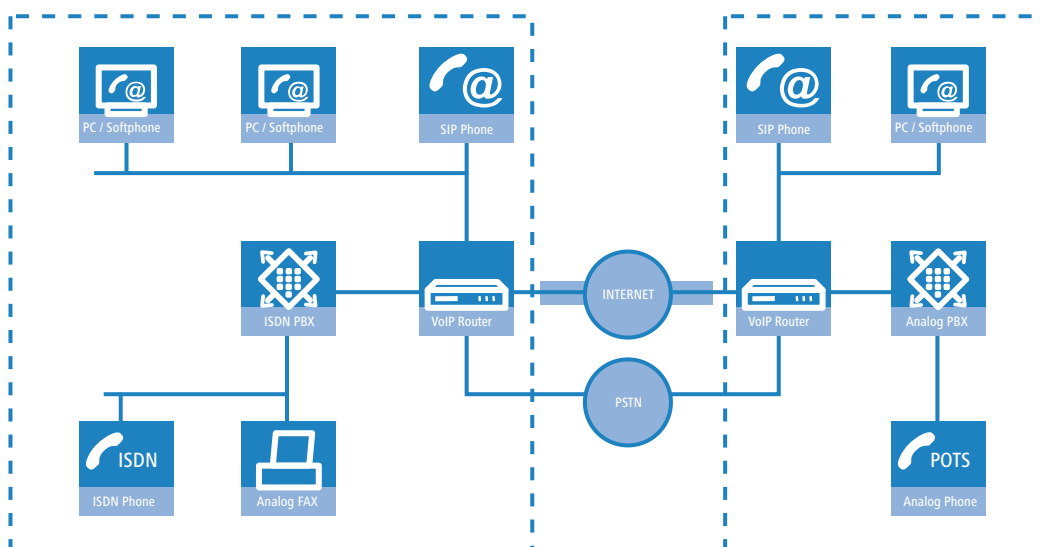 @
@
@
@
@
PC / Softphone
PC / Softphone
SIP Phone
SIP Phone
PC / Softphone
INTERNET
ISDN PBX
VoIP Router
VoIP Router
Analog PBX
PSTN
ISDN
POTS
ISDN Phone
Analog FAX
Analog Phone